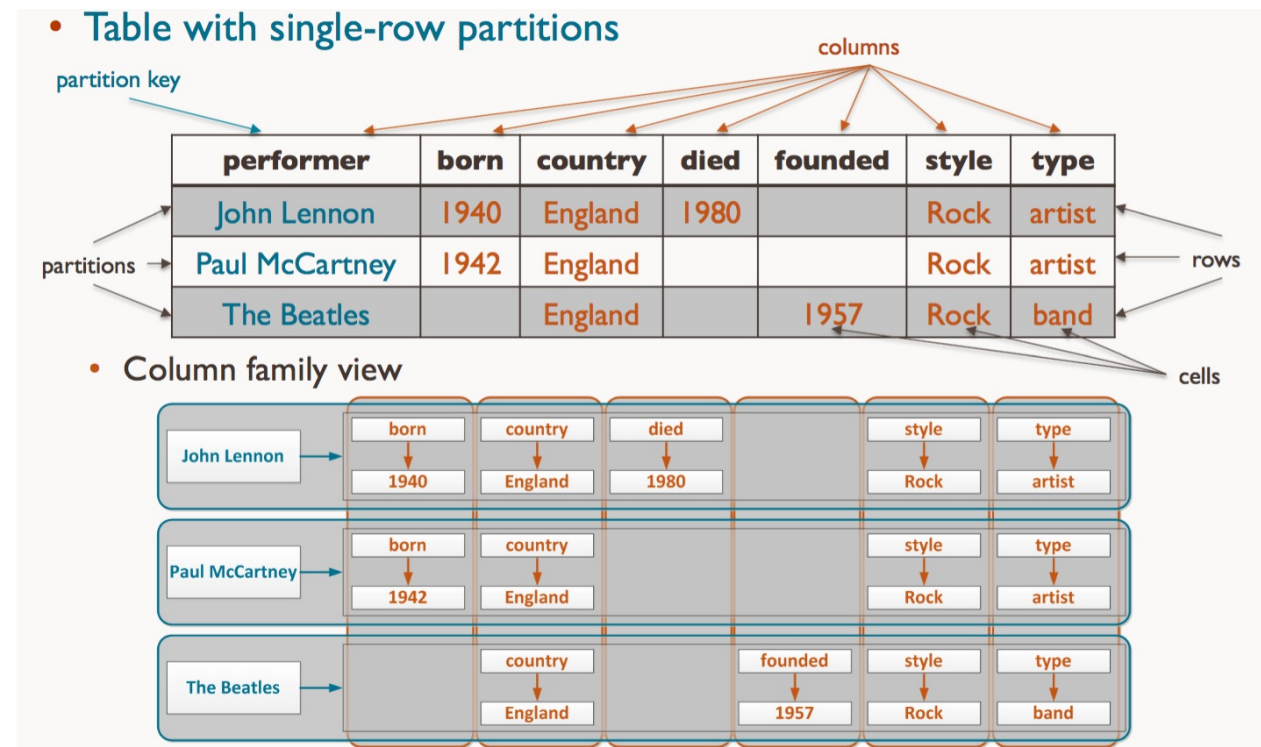 • Table with single-row partitions
columns
partition key
performer born country died founded style type
John Lennon 1940 England 1980 Rock artist
partitions Paul McCartney 1942 England Rock artist rows
The Beatles England 1957 Rock band
• Column family view
cells
born country died style type
John Lennon
1940 England 1980 Rock artist
born country style type
Paul McCartney
1942 England Rock artist
country founded style type
The Beatles
England 1957 Rock band